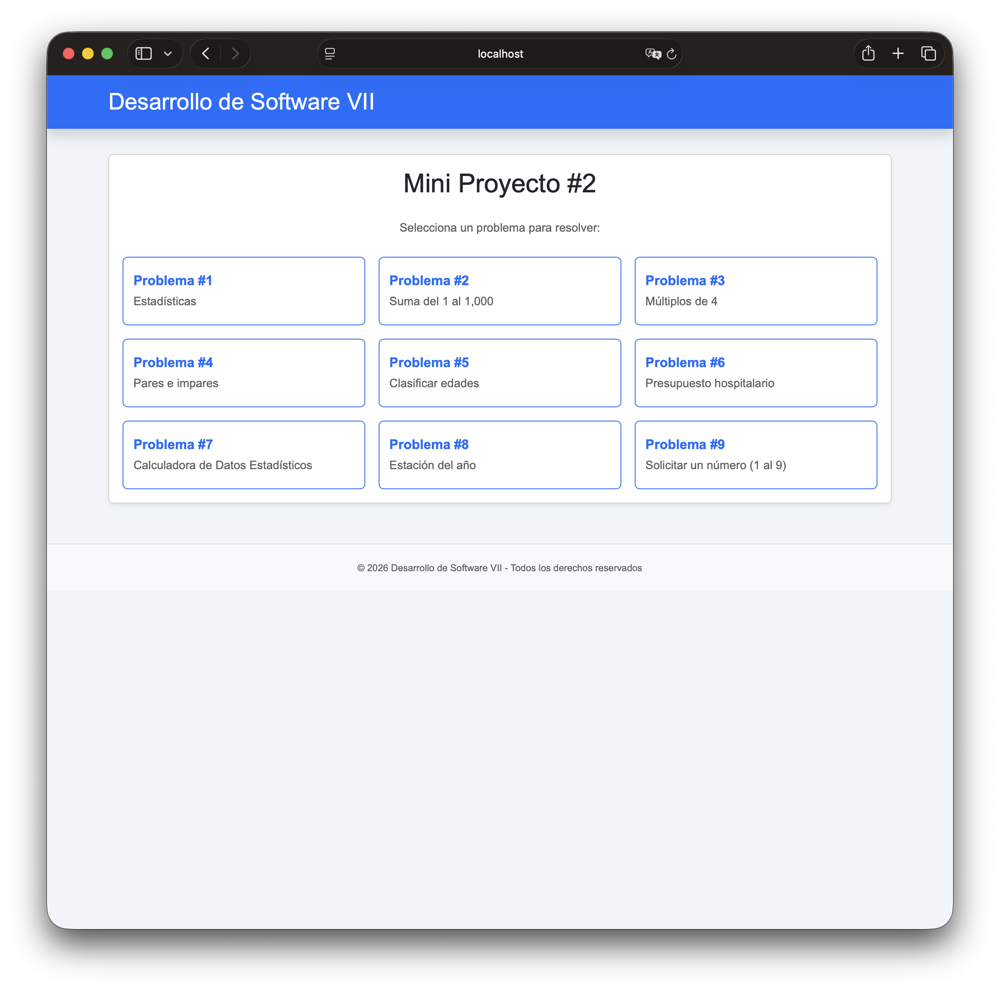 localhost
Desarrollo de Software VII
Mini Proyecto #2
Selecciona un problema para resolver:
Problema #1
Estadísticas
Problema #2
Suma del 1 al 1,000
Problema #3
Múltiplos de 4
Problema #4
Pares e impares
Problema #5
Clasificar edades
Problema #6
Presupuesto hospitalario
Problema #7
Calculadora de Datos Estadísticos
Problema #8
Estación del año
Problema #9
Solicitar un número (1 al 9)
© 2026 Desarrollo de Software VII - Todos los derechos reservados